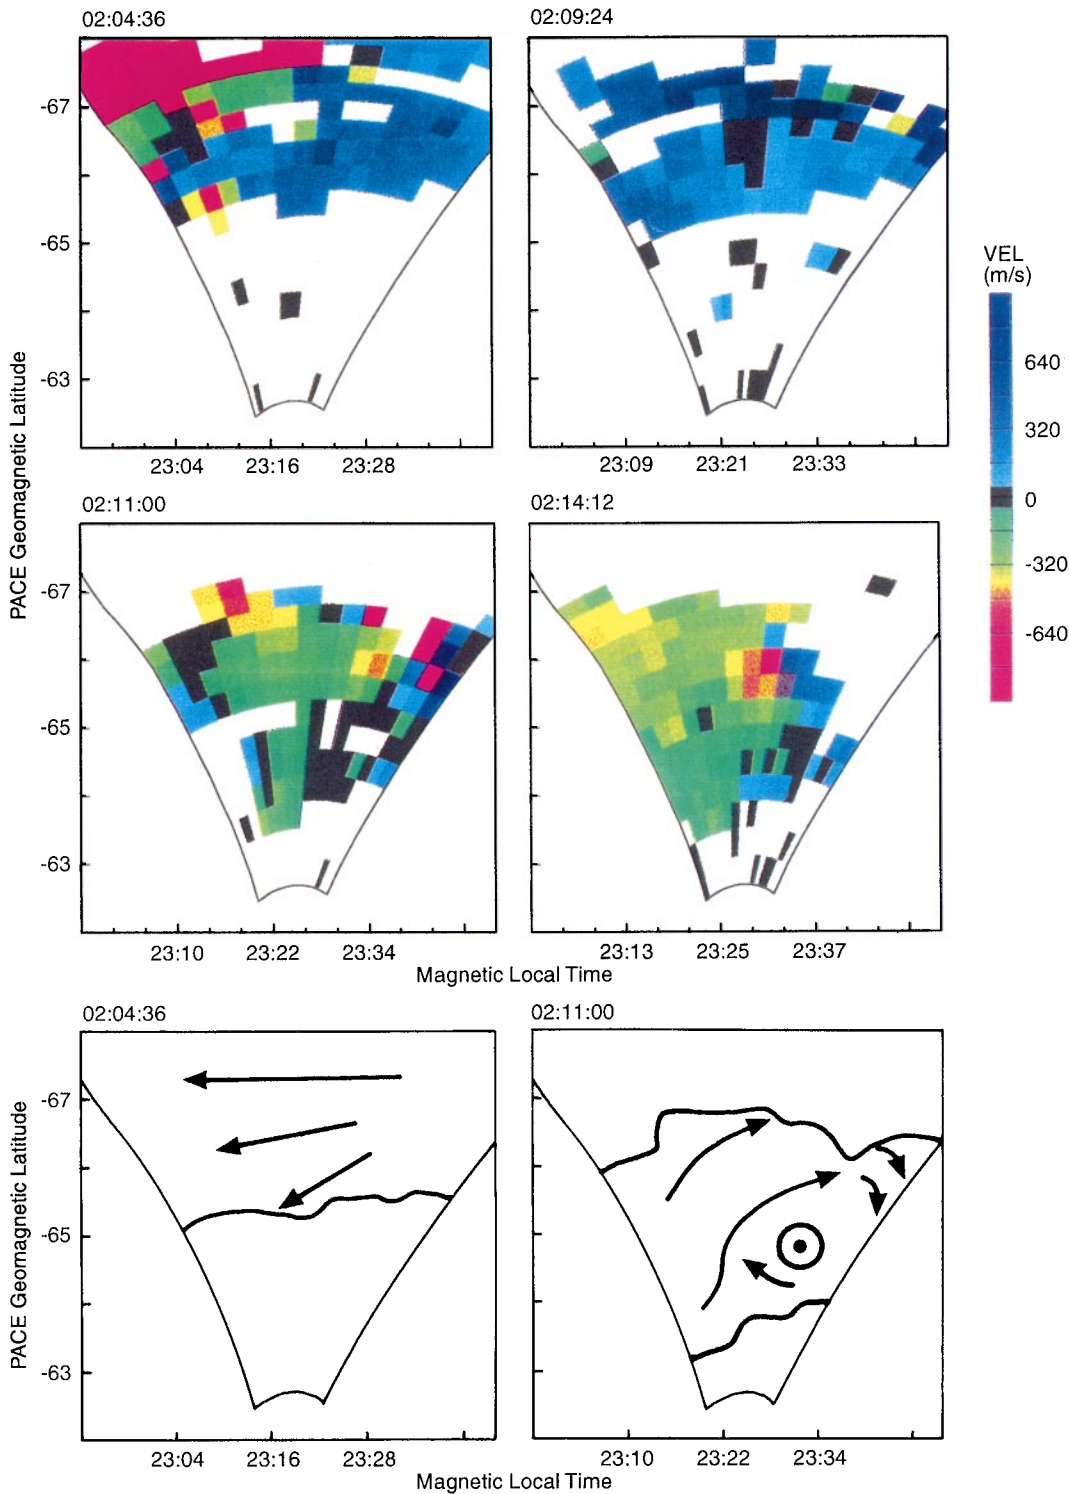 02:04:36
02:09:24
-67
-65
-63
23:04 23:16 23:28
23:09 23:21 23:33
VEL
(m/s)
640
320
0
-320
-640
PACE Geomagnetic Latitude
02:11:00
02:14:12
-67
-65
-63
23:10 23:22 23:34
23:13 23:25 23:37
Magnetic Local Time
02:04:36
02:11:00
-67
-65
-63
PACE Geomagnetic Latitude
23:04 23:16 23:28
23:10 23:22 23:34
Magnetic Local Time